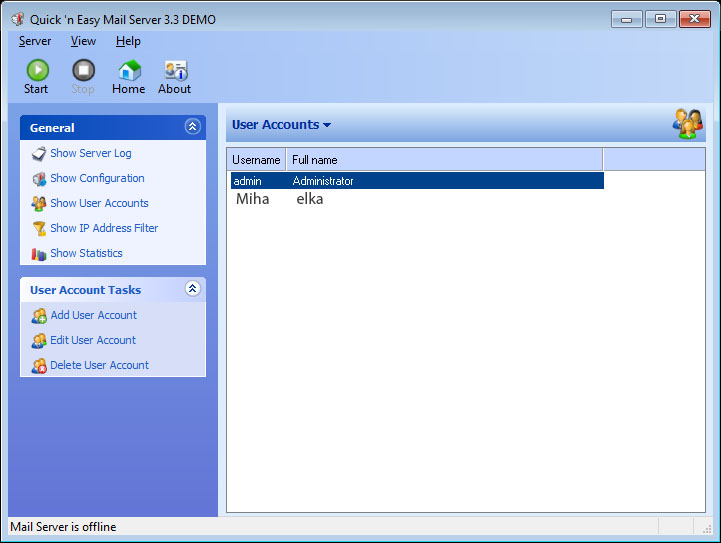 Quick 'n Easy Mail Server 3.3 DEMO
Server View Help
Start Stop Home About
General
Show Server Log
Show Configuration
Show User Accounts
Show IP Address Filter
Show Statistics
User Account Tasks
Add User Account
Edit User Account
Delete User Account
User Accounts
Username Full name
admin Administrator
Miha elka
Mail Server is offline